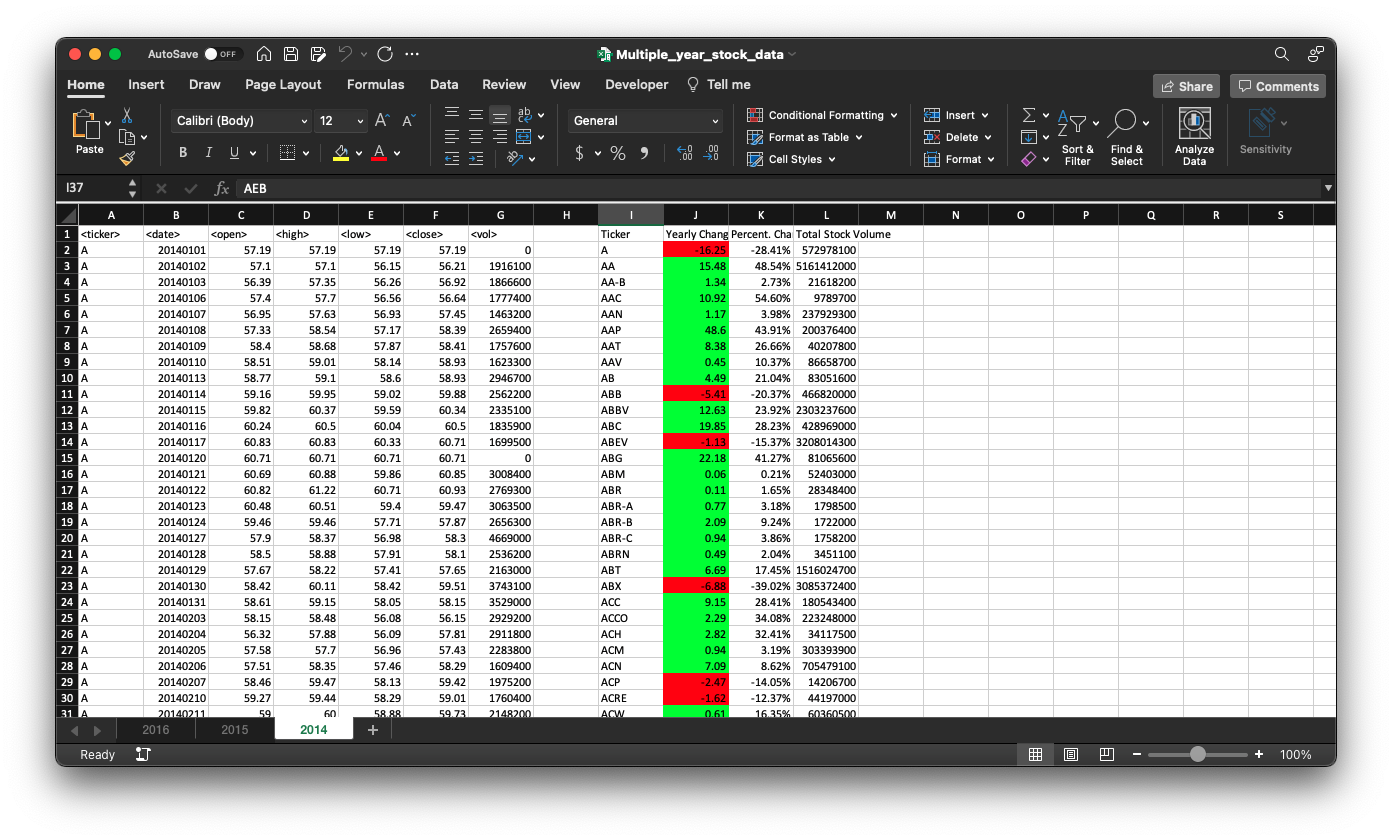 AutoSave OFF Multiple_year_stock_data
Home Insert Draw Page Layout Formulas Data Review View Developer Tell me Share Comments
Paste Calibri (Body) 12 General Conditional Formatting Format as Table Cell Styles Insert Delete Format Sort & Filter Find & Select Analyze Data Sensitivity
I37 fx AEB
A B C D E F G H I J K L M N O P Q R S
1 <ticker> <date> <open> <high> <low> <close> <vol> Ticker Yearly Chang Percent. Cha Total Stock Volume
2 A 20140101 57.19 57.19 57.19 57.19 0 A -16.25 -28.41% 572978100
3 A 20140102 57.1 57.1 56.15 56.21 1916100 AA 15.48 48.54% 5161412000
4 A 20140103 56.39 57.35 56.26 56.92 1866600 AA-B 1.34 2.73% 21618200
5 A 20140106 57.4 57.7 56.56 56.64 1777400 AAC 10.92 54.60% 9789700
6 A 20140107 56.95 57.63 56.93 57.45 1463200 AAN 1.17 3.98% 237929300
7 A 20140108 57.33 58.54 57.17 58.39 2659400 AAP 48.6 43.91% 200376400
8 A 20140109 58.4 58.68 57.87 58.41 1757600 AAT 8.38 26.66% 40207800
9 A 20140110 58.51 59.01 58.14 58.93 1623300 AAV 0.45 10.37% 86658700
10 A 20140113 58.77 59.1 58.6 58.93 2946700 AB 4.49 21.04% 83051600
11 A 20140114 59.16 59.95 59.02 59.88 2562200 ABB -5.41 -20.37% 466820000
12 A 20140115 59.82 60.37 59.59 60.34 2335100 ABBV 12.63 23.92% 2303237600
13 A 20140116 60.24 60.5 60.04 60.5 1835900 ABC 19.85 28.23% 428969000
14 A 20140117 60.83 60.83 60.33 60.71 1699500 ABEV -1.13 -15.37% 3208014300
15 A 20140120 60.71 60.71 60.71 60.71 0 ABG 22.18 41.27% 81065600
16 A 20140121 60.69 60.88 59.86 60.85 3008400 ABM 0.06 0.21% 52403000
17 A 20140122 60.82 61.22 60.71 60.93 2769300 ABR 0.11 1.65% 28348400
18 A 20140123 60.48 60.51 59.4 59.47 3063500 ABR-A 0.77 3.18% 1798500
19 A 20140124 59.46 59.46 57.71 57.87 2656300 ABR-B 2.09 9.24% 1722000
20 A 20140127 57.9 58.37 56.98 58.3 4669000 ABR-C 0.94 3.86% 1758200
21 A 20140128 58.5 58.88 57.91 58.1 2536200 ABRN 0.49 2.04% 3451100
22 A 20140129 57.67 58.22 57.41 57.65 2163000 ABT 6.69 17.45% 1516024700
23 A 20140130 58.42 60.11 58.42 59.51 3743100 ABX -6.88 -39.02% 3085372400
24 A 20140131 58.61 59.15 58.05 58.15 3529000 ACC 9.15 28.41% 180543400
25 A 20140203 58.15 58.48 56.08 56.15 2929200 ACCO 2.29 34.08% 223248000
26 A 20140204 56.32 57.88 56.09 57.81 2911800 ACH 2.82 32.41% 34117500
27 A 20140205 57.58 57.7 56.96 57.43 2283800 ACM 0.94 3.19% 303393900
28 A 20140206 57.51 58.35 57.46 58.29 1609400 ACN 7.09 8.62% 705479100
29 A 20140207 58.46 59.47 58.13 59.42 1975200 ACP -2.47 -14.05% 14206700
30 A 20140210 59.27 59.44 58.29 59.01 1760400 ACRE -1.62 -12.37% 44197000
31 A 20140211 59 60 58.88 59.73 2148200 ACW 0.61 16.35% 60360500
2016 2015 2014 +
Ready 100%